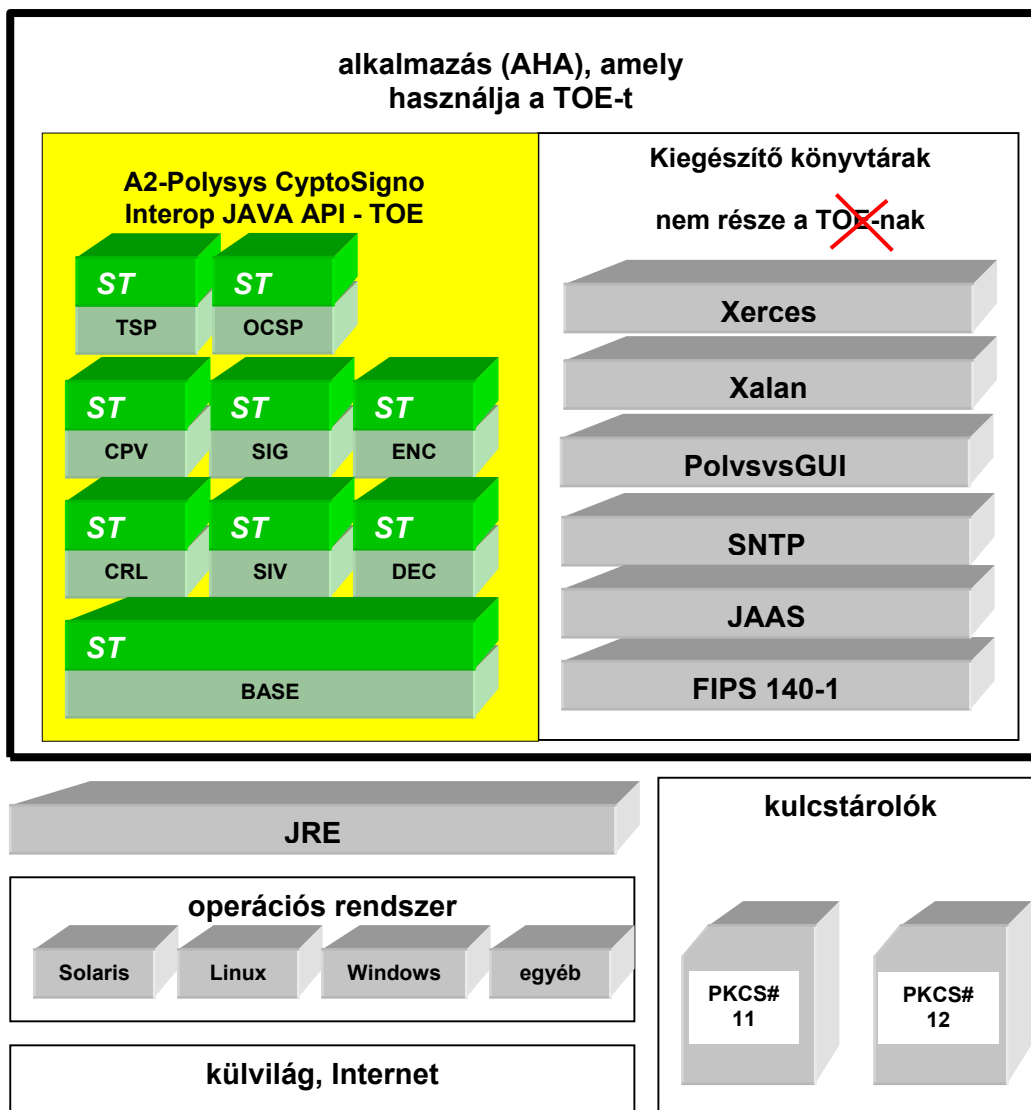 alkalmazás (AHA), amely
használja a TOE-t
A2-Polysys CyptoSigno
Interop JAVA API - TOE
ST
TSP
ST
OCSP
ST
CPV
ST
SIG
ST
ENC
ST
CRL
ST
SIV
ST
DEC
ST
BASE
Kiegészítő könyvtárak
nem része a TOE-nak
Xerces
Xalan
PolvsvsGUI
SNTP
JAAS
FIPS 140-1
JRE
operációs rendszer
Solaris
Linux
Windows
egyéb
külvilág, Internet
kulcstárolók
PKCS#
11
PKCS#
12